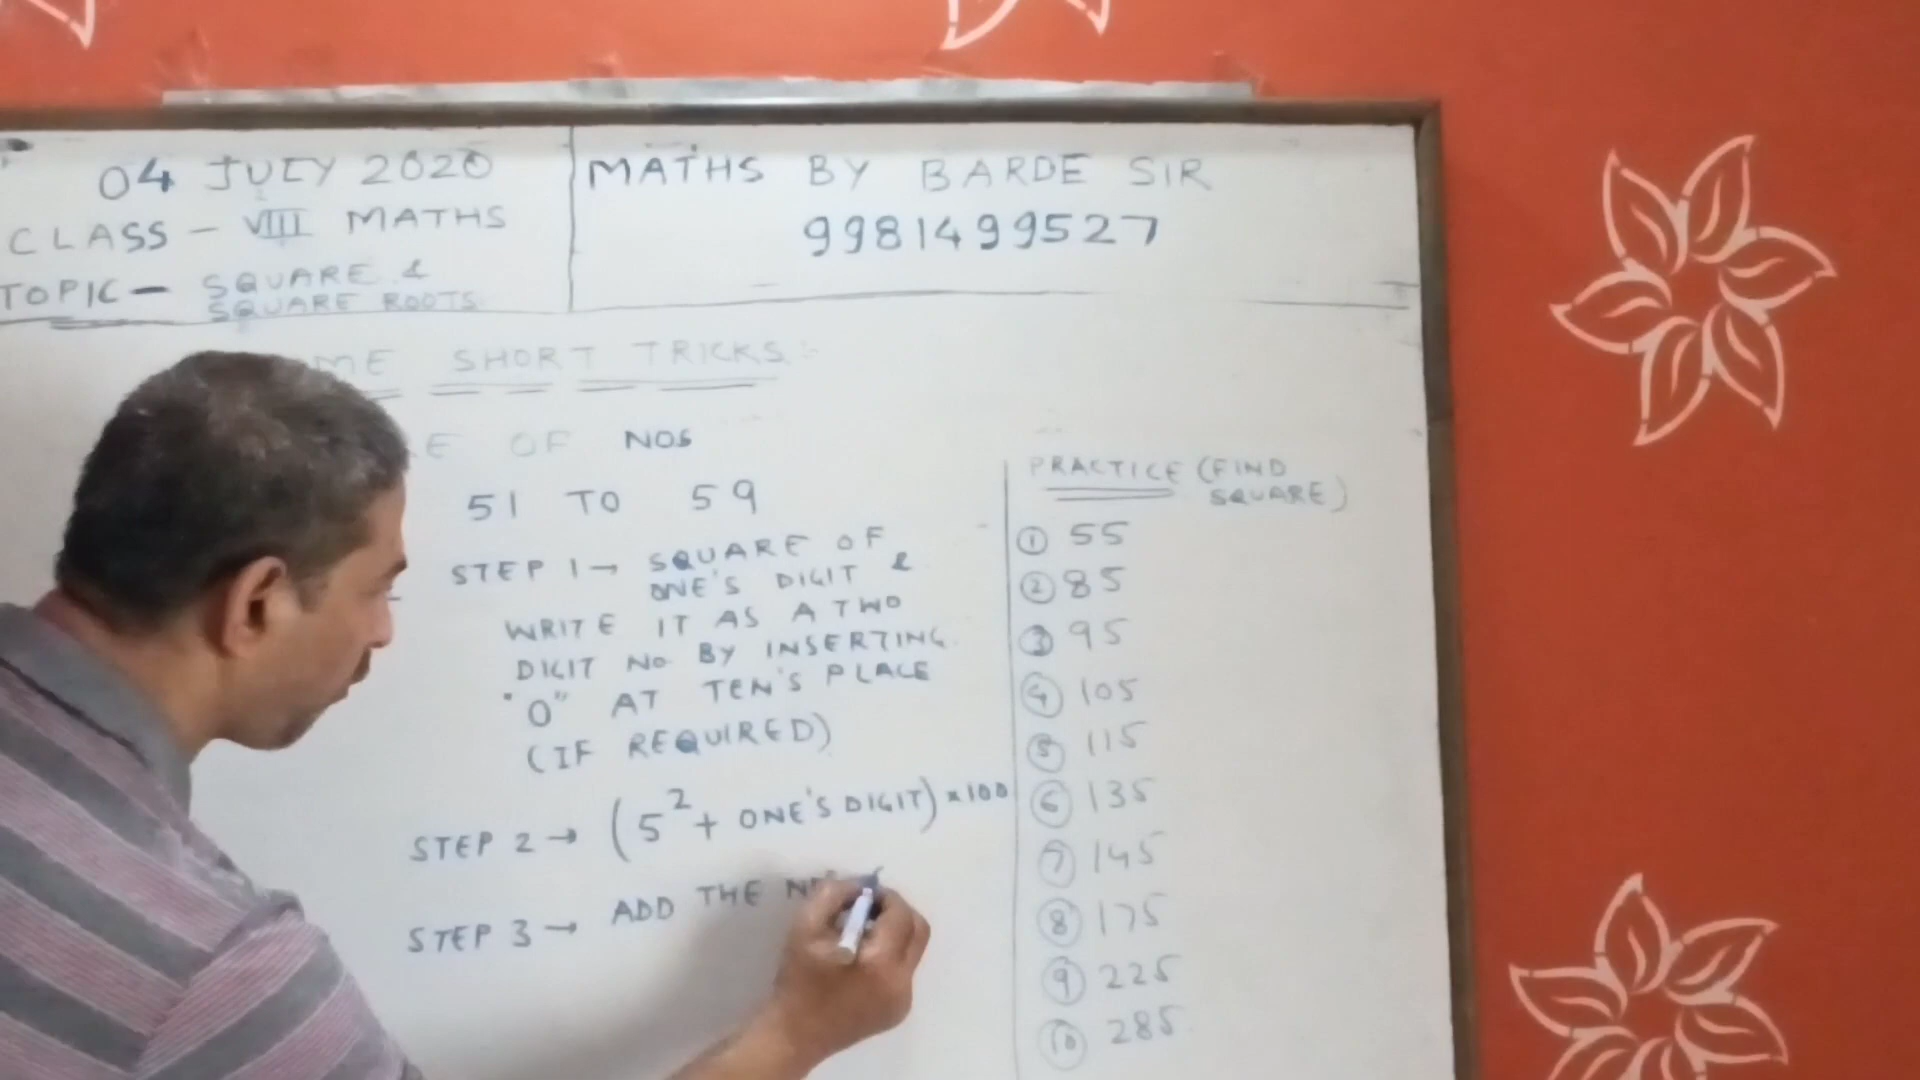 04 JULY 2020
CLASS - VIII MATHS
TOPIC - SQUARE &
SQUARE ROOTS
MATHS BY BARDE SIR
9981499527
SHORT TRICKS:-
OF NOS
51 TO 59
STEP 1 → SQUARE OF
ONE'S DIGIT &
WRITE IT AS A TWO
DIGIT NO BY INSERTING
"0" AT TEN'S PLACE
(IF REQUIRED)
STEP 2 → (5² + ONE'S DIGIT) × 100
STEP 3 → ADD THE
PRACTICE (FIND
SQUARE)
① 55
② 85
③ 95
④ 105
⑤ 115
⑥ 135
⑦ 145
⑧ 175
⑨ 225
⑩ 285